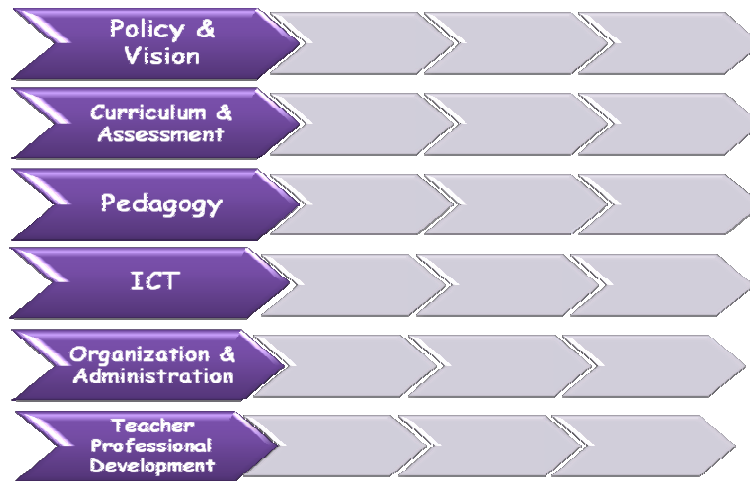 Policy &
Vision
Curriculum &
Assessment
Pedagogy
ICT
Organization &
Administration
Teacher
Professional
Development